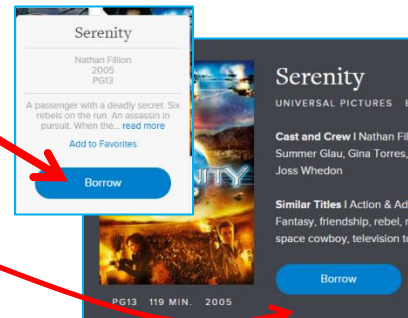 Serenity
Nathan Fillion
2005
PG13
A passenger with a deadly secret. Six
rebels on the run. An assassin in
pursuit. When the... read more
Add to Favorites
Borrow
NITY
PG13 119 MIN. 2005
Serenity
UNIVERSAL PICTURES
Cast and Crew | Nathan Fil
Summer Glau, Gina Torres,
Joss Whedon
Similar Titles | Action & Ad
Fantasy, friendship, rebel,
space cowboy, television t
Borrow